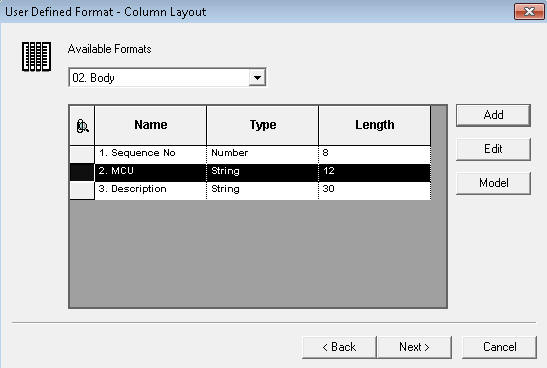 User Defined Format - Column Layout
Available Formats
02. Body
Name Type Length
1. Sequence No Number 8
2. MCU String 12
3. Description String 30
Add
Edit
Model
< Back Next > Cancel